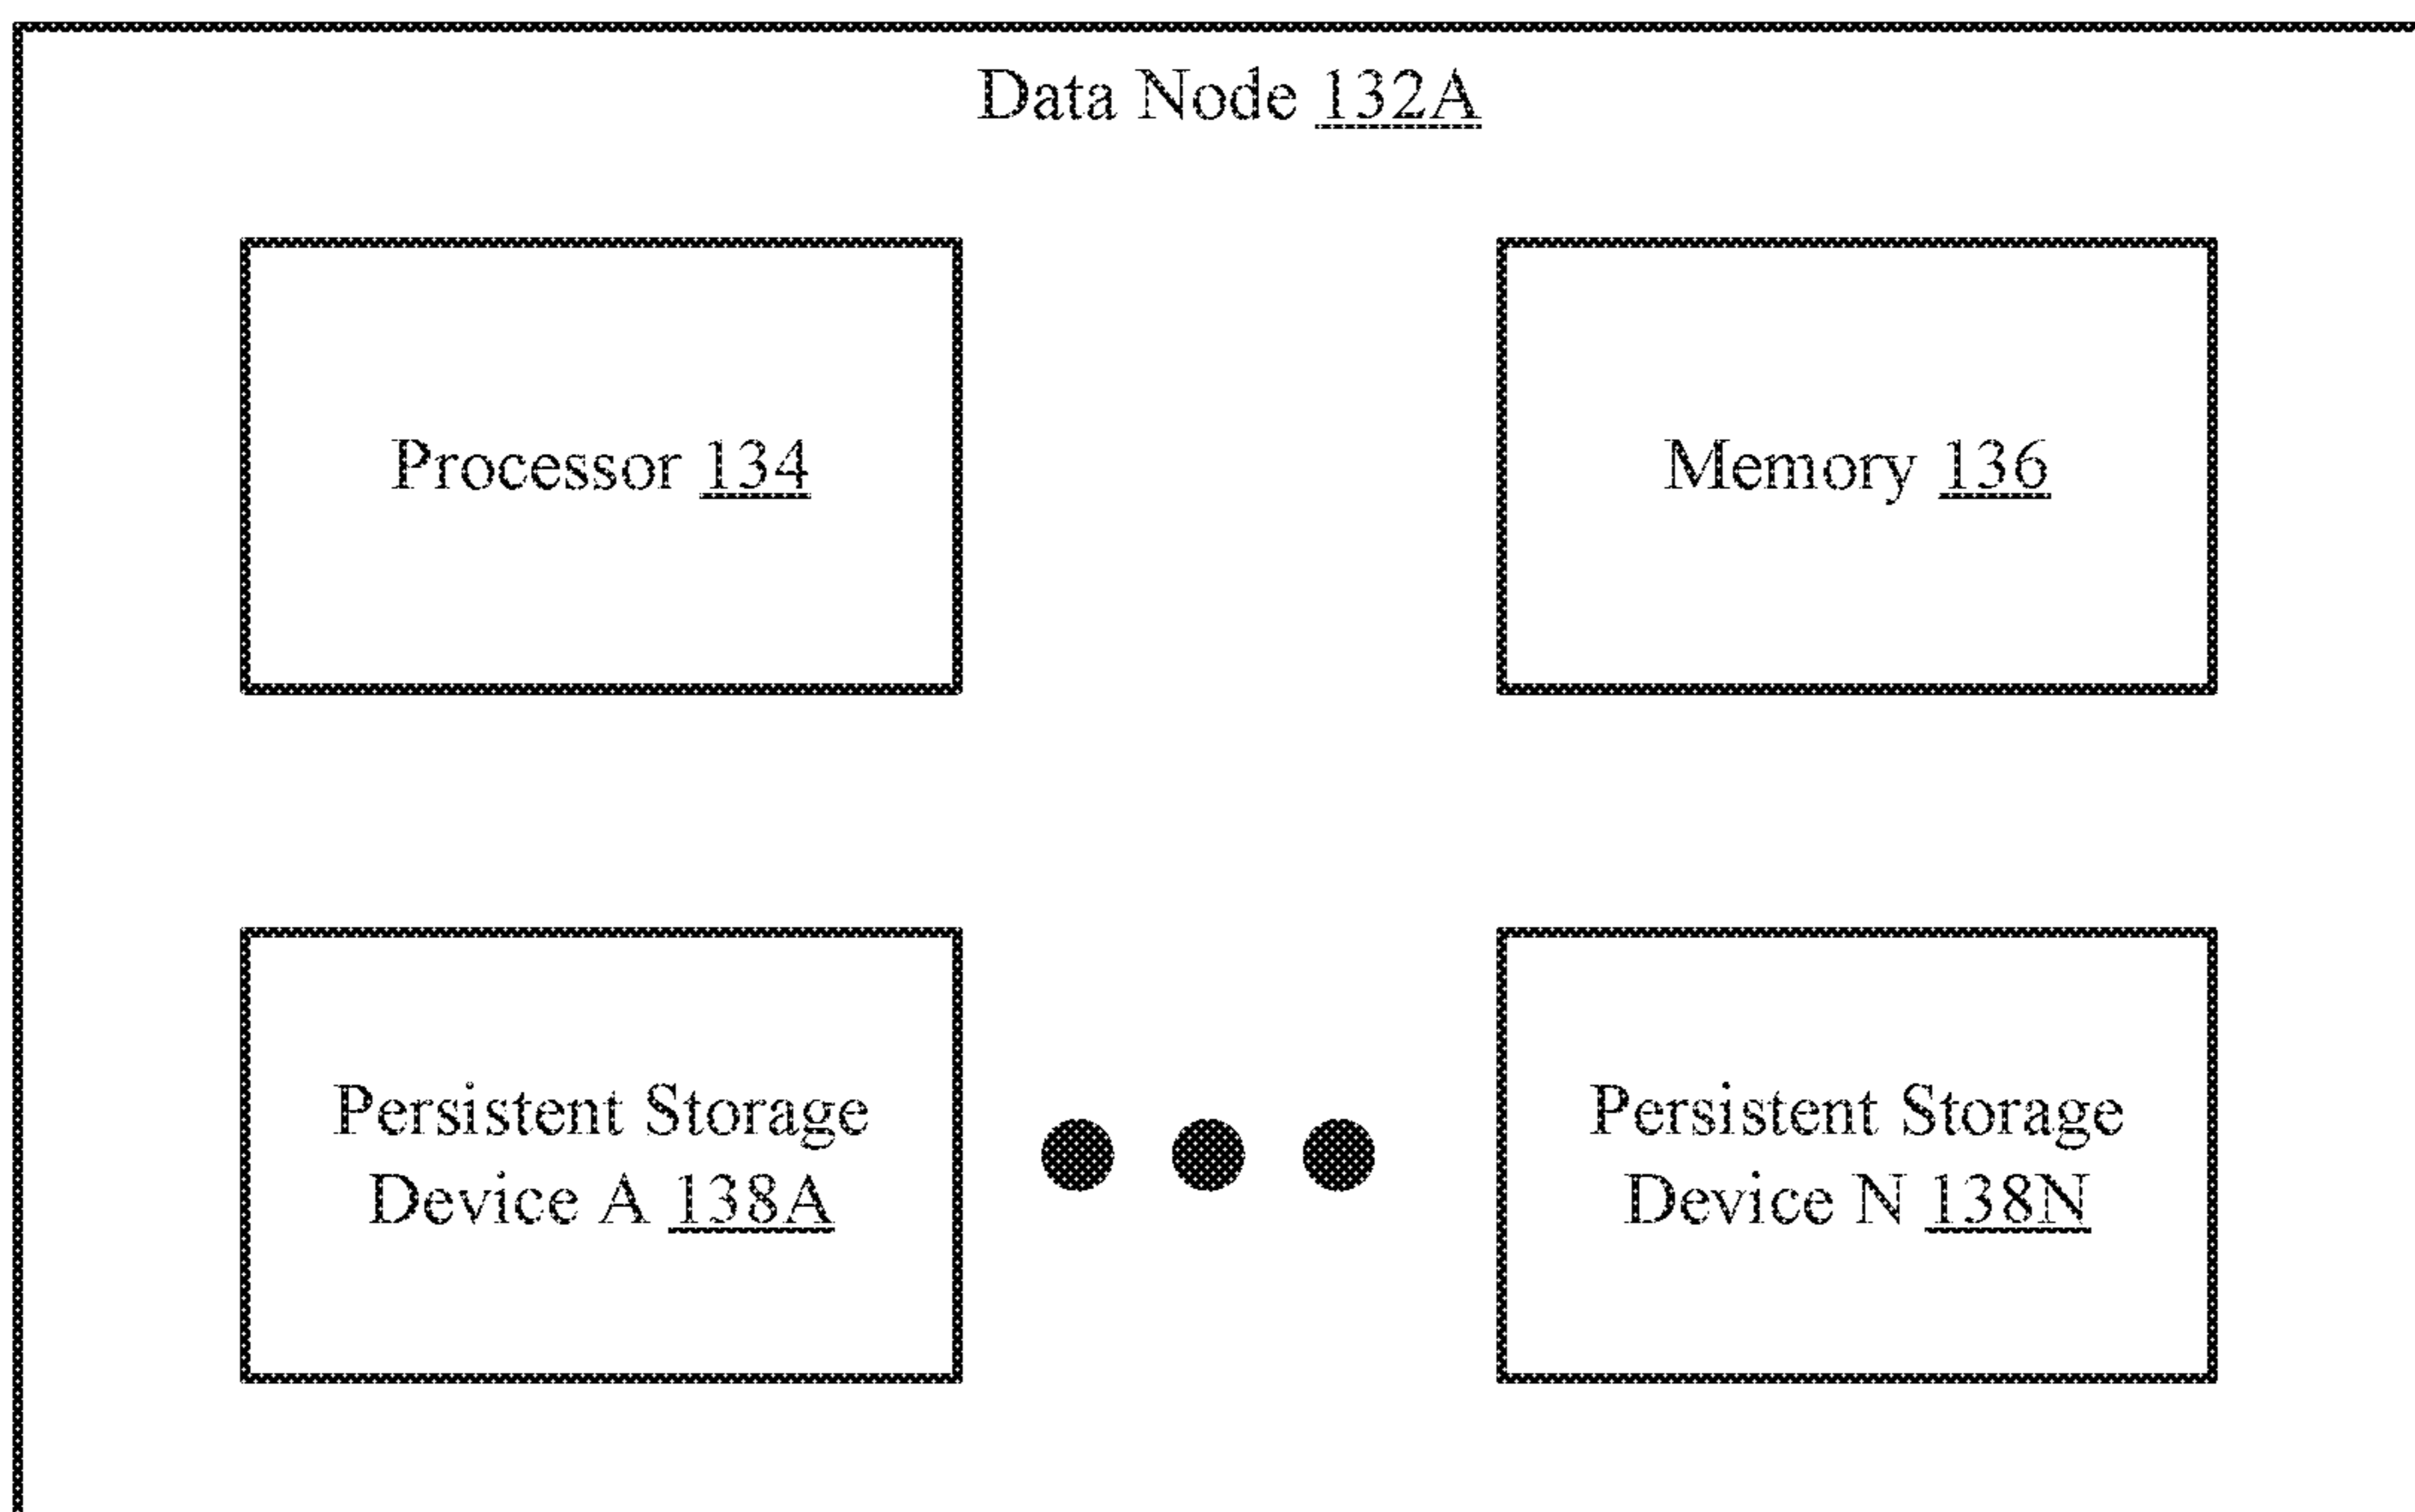 Data Node 132A
Processor 134
Memory 136
Persistent Storage
Device A 138A
Persistent Storage
Device N 138N